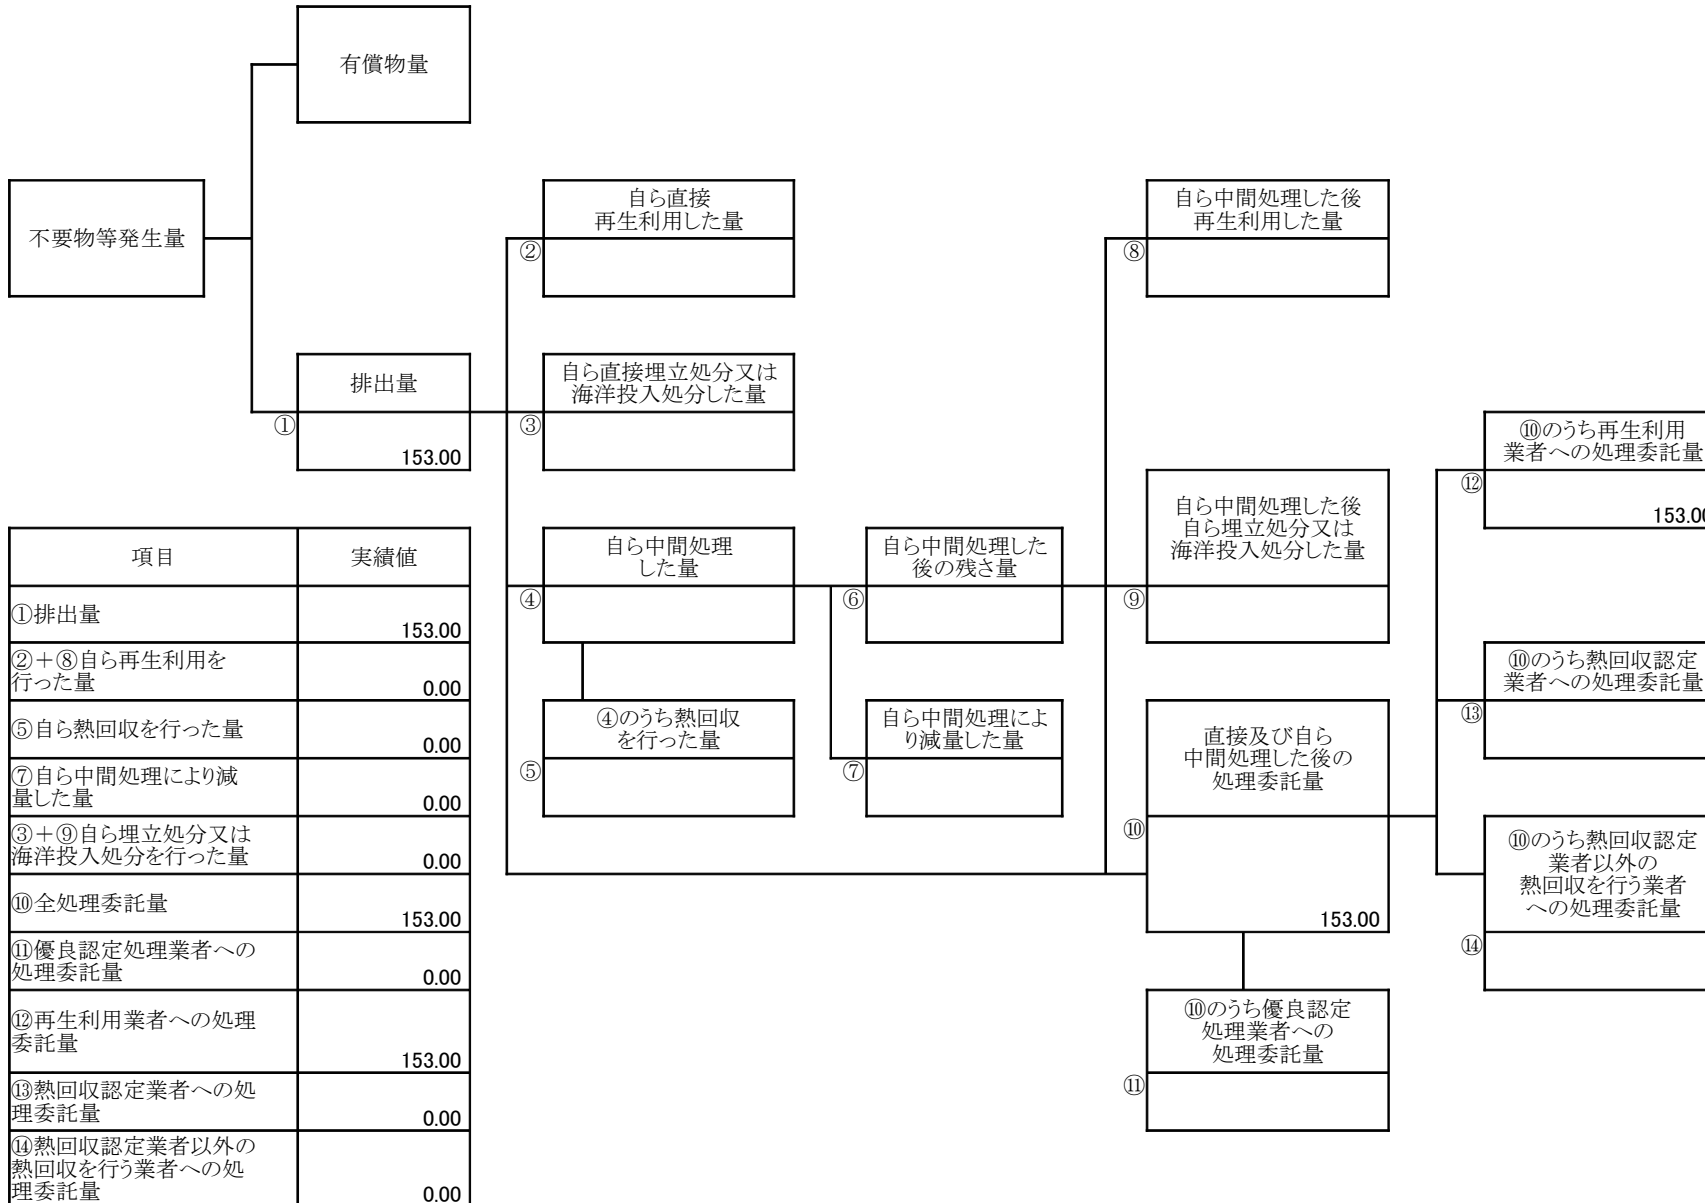 有償物量
不要物等発生量
自ら直接
再生利用した量
②
自ら中間処理した後
再生利用した量
⑧
排出量
①
153.00
自ら直接埋立処分又は
海洋投入処分した量
③
⑩のうち再生利用
業者への処理委託量
⑫
153.00
自ら中間処理
した量
④
自ら中間処理した
後の残さ量
⑥
自ら中間処理した後
自ら埋立処分又は
海洋投入処分した量
⑨
④のうち熱回収
を行った量
⑤
自ら中間処理によ
り減量した量
⑦
直接及び自ら
中間処理した後の
処理委託量
⑩
153.00
⑩のうち熱回収認定
業者への処理委託量
⑬
⑩のうち熱回収認定
業者以外の
熱回収を行う業者
への処理委託量
⑭
⑩のうち優良認定
処理業者への
処理委託量
⑪
項目 実績値
①排出量 153.00
②＋⑧自ら再生利用を
行った量 0.00
⑤自ら熱回収を行った量 0.00
⑦自ら中間処理により減
量した量 0.00
③＋⑨自ら埋立処分又は
海洋投入処分を行った量 0.00
⑩全処理委託量 153.00
⑪優良認定処理業者への
処理委託量 0.00
⑫再生利用業者への処理
委託量 153.00
⑬熱回収認定業者への処
理委託量 0.00
⑭熱回収認定業者以外の
熱回収を行う業者への処
理委託量 0.00